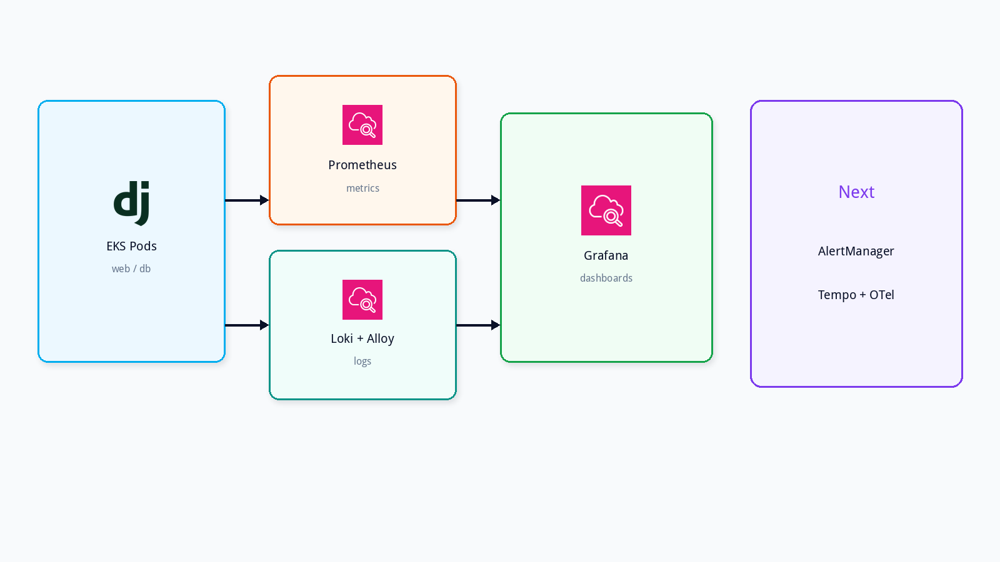 dj
EKS Pods
web / db
Prometheus
metrics
Loki + Alloy
logs
Grafana
dashboards
Next
AlertManager
Tempo + OTel